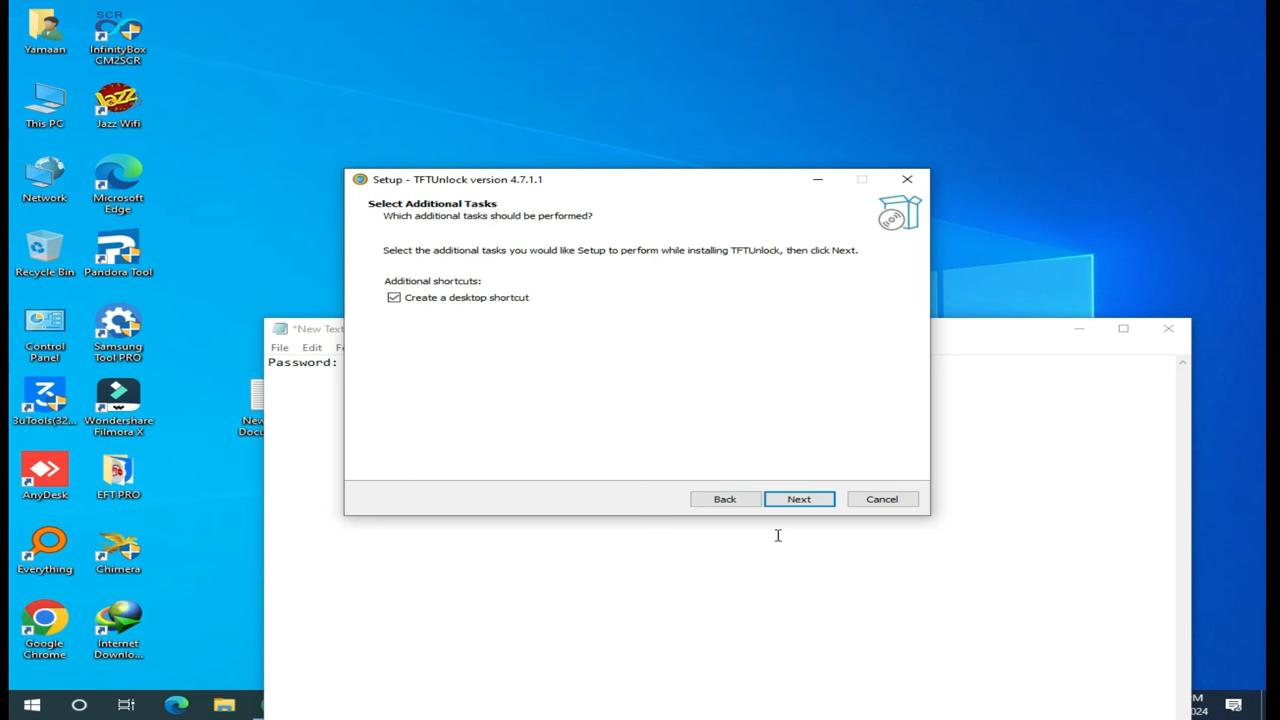 SCR
Yamaan
InfinityBox
CM2SCR
This PC
Jazz
Jazz Wifi
Network
Microsoft
Edge
Recycle Bin
Pandora Tool
Control
Panel
Samsung
Tool PRO
3uTools(32...
Wondershare
Filmora X
AnyDesk
EFT PRO
Everything
Chimera
Google
Chrome
Internet
Downlo...
Setup - TFTUnlock version 4.7.1.1
Select Additional Tasks
Which additional tasks should be performed?
Select the additional tasks you would like Setup to perform while installing TFTUnlock, then click Next.
Additional shortcuts:
Create a desktop shortcut
Back
Next
Cancel
*New Text
File
Edit
Password: